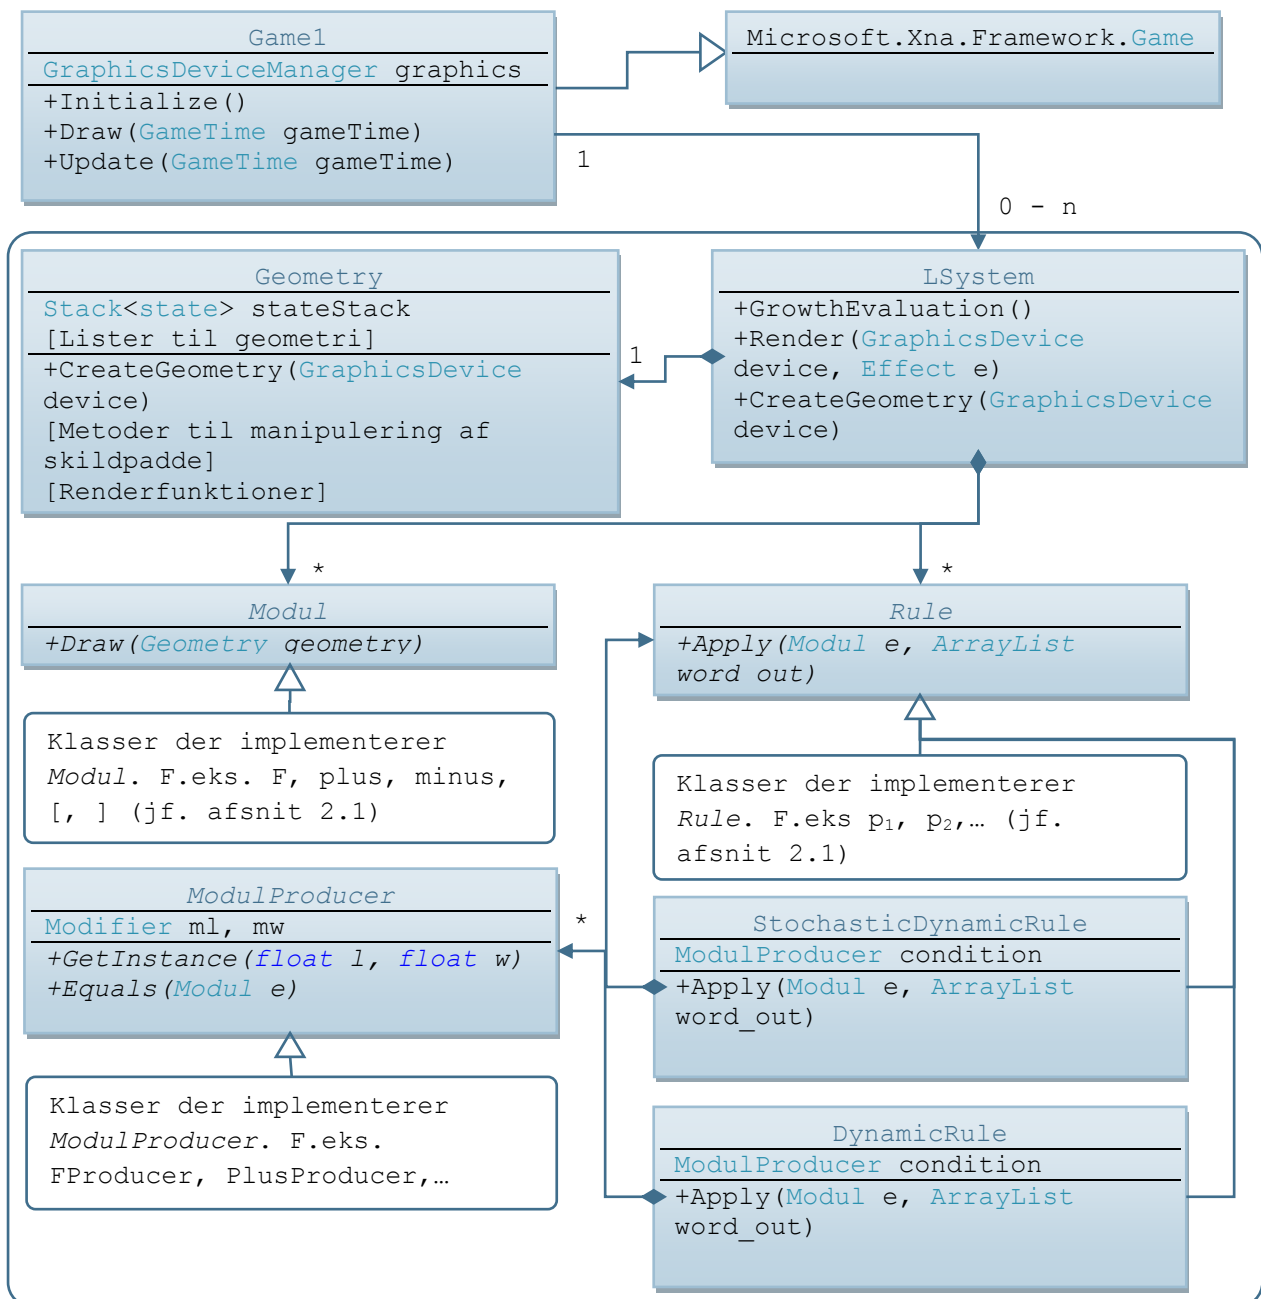 Game1
GraphicsDeviceManager graphics
+Initialize()
+Draw(GameTime gameTime)
+Update(GameTime gameTime)
Microsoft.Xna.Framework.Game
1
0 - n
Geometry
Stack<state> stateStack
[Lister til geometri]
+CreateGeometry(GraphicsDevice
device)
[Metoder til manipulering af
skildpadde]
[Renderfunktioner]
1
LSystem
+GrowthEvaluation()
+Render(GraphicsDevice
device, Effect e)
+CreateGeometry(GraphicsDevice
device)
*
*
Modul
+Draw(Geometry geometry)
Rule
+Apply(Modul e, ArrayList
word out)
Klasser der implementerer
Modul. F.eks. F, plus, minus,
[, ] (jf. afsnit 2.1)
Klasser der implementerer
Rule. F.eks p₁, p₂,… (jf.
afsnit 2.1)
ModulProducer
Modifier ml, mw
+GetInstance(float l, float w)
+Equals(Modul e)
*
StochasticDynamicRule
ModulProducer condition
+Apply(Modul e, ArrayList
word_out)
Klasser der implementerer
ModulProducer. F.eks.
FProducer, PlusProducer,…
DynamicRule
ModulProducer condition
+Apply(Modul e, ArrayList
word_out)